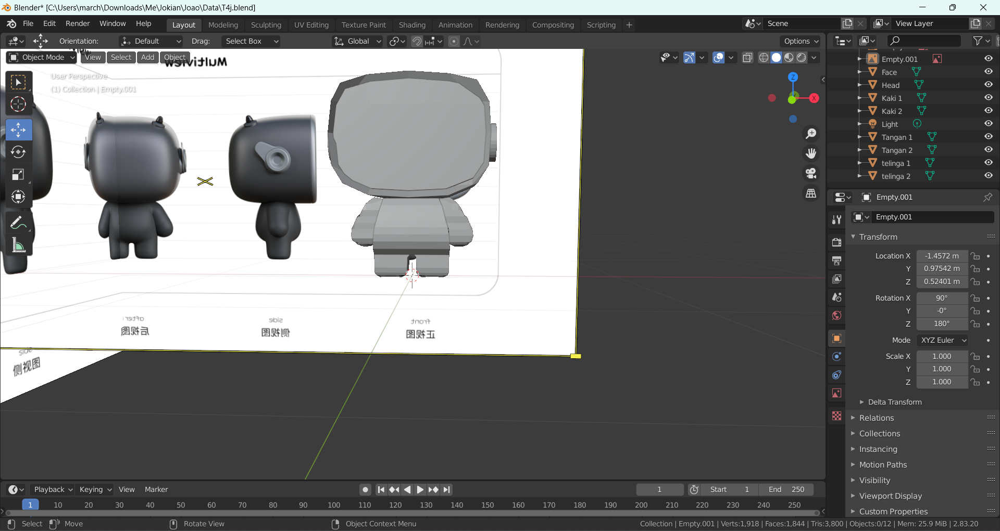 Blender* [C:\Users\march\Downloads\Me\Jokian\Joao\Data\T4j.blend]
File Edit Render Window Help Layout Modeling Sculpting UV Editing Texture Paint Shading Animation Rendering Compositing Scripting + Scene View Layer
Orientation: Default Drag: Select Box Global Options
Object Mode View Select Add Object
Multiview
User Perspective
(1) Collection | Empty.001
Z
X
after
后视图
side
侧视图
front
正视图
side
侧视图
Empty.001
Face
Head
Kaki 1
Kaki 2
Light
Tangan 1
Tangan 2
telinga 1
telinga 2
Empty.001
Empty.001
Transform
Location X -1.4572 m
Y 0.97542 m
Z 0.52401 m
Rotation X 90°
Y -0°
Z 180°
Mode XYZ Euler
Scale X 1.000
Y 1.000
Z 1.000
Delta Transform
Relations
Collections
Instancing
Motion Paths
Visibility
Viewport Display
Custom Properties
Playback Keying View Marker 1 Start 1 End 250
1 10 20 30 40 50 60 70 80 90 100 110 120 130 140 150 160 170 180 190 200 210 220 230 240 250
Select Move Rotate View Object Context Menu Collection | Empty.001 | Verts:1,918 | Faces:1,844 | Tris:3,800 | Objects:0/12 | Mem: 25.9 MiB | 2.83.20